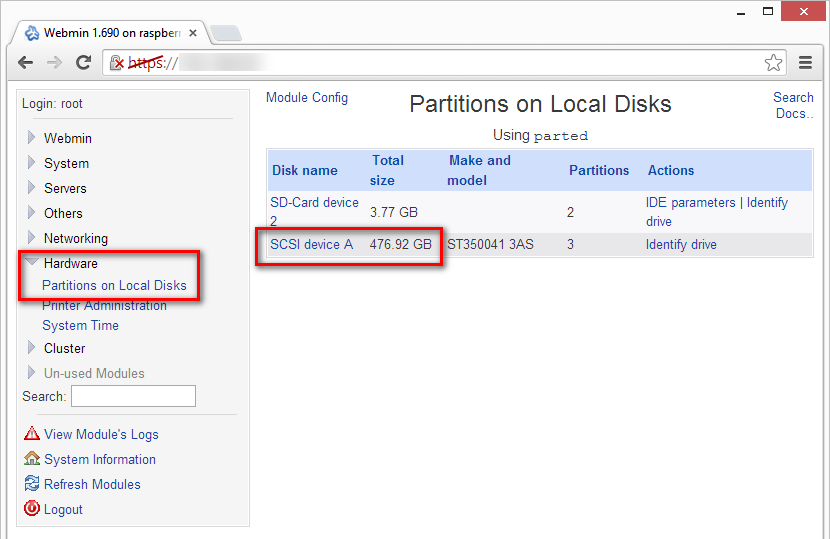 Webmin 1.690 on raspberr
https://
Login: root
Webmin
System
Servers
Others
Networking
Hardware
Partitions on Local Disks
Printer Administration
System Time
Cluster
Un-used Modules
Search:
View Module's Logs
System Information
Refresh Modules
Logout
Module Config
Partitions on Local Disks
Search
Docs..
Using parted
Disk name Total size Make and model Partitions Actions
SD-Card device 2 3.77 GB 2 IDE parameters | Identify drive
SCSI device A 476.92 GB ST350041 3AS 3 Identify drive